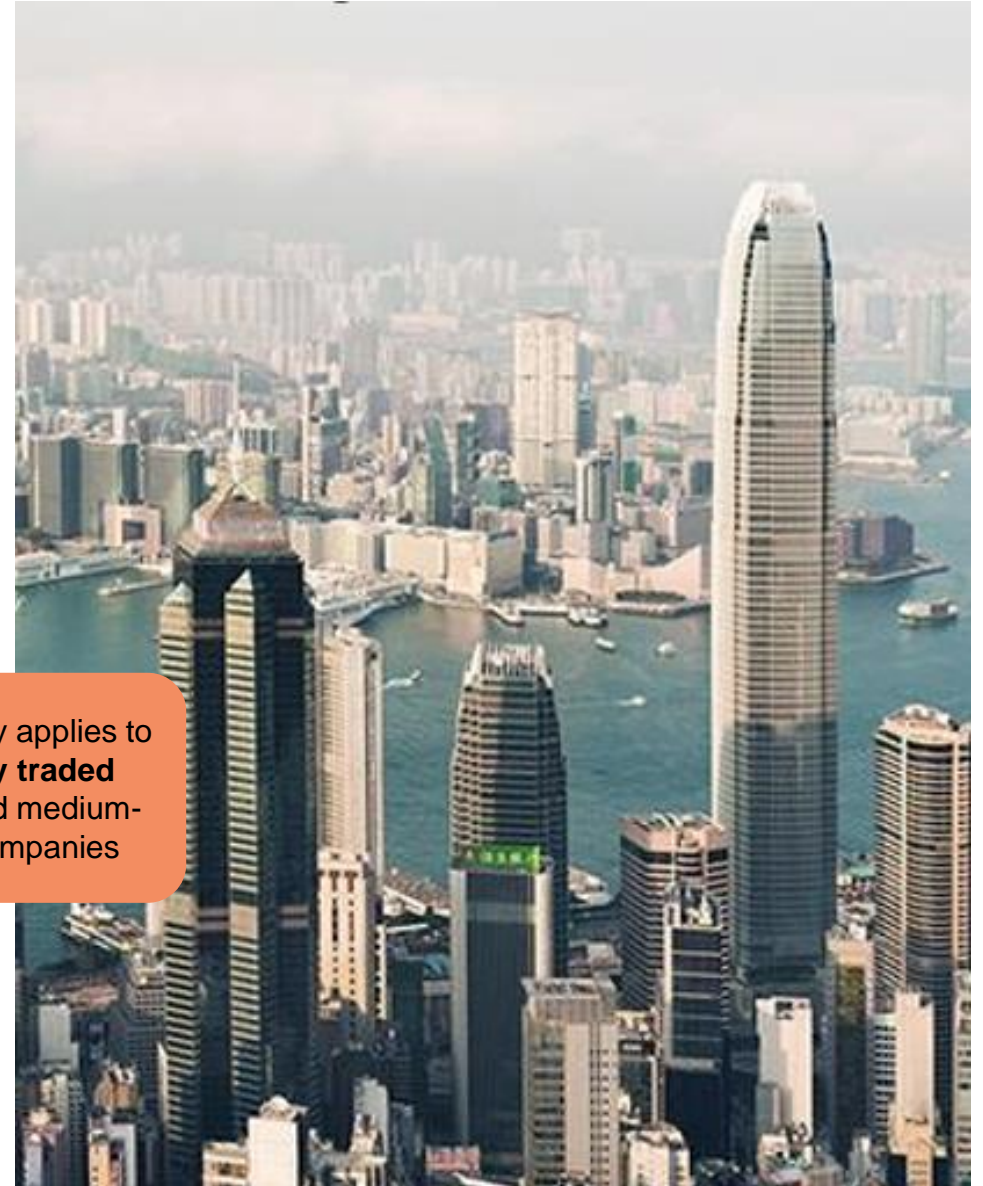 y applies to
y traded
d medium-
mpanies